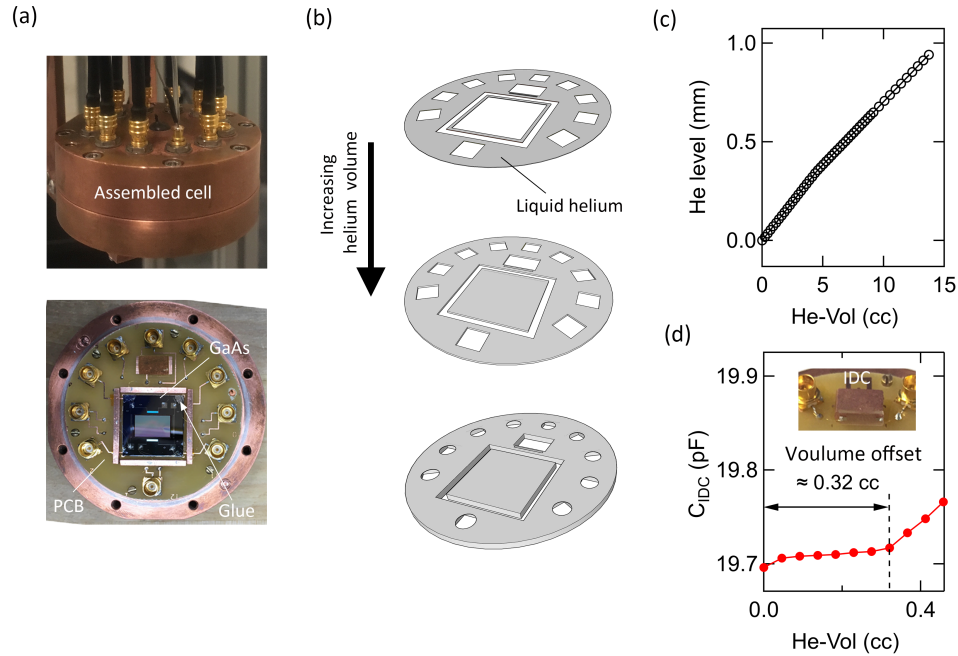 (a)
Assembled cell
GaAs
PCB
Glue
(b)
Increasing
helium volume
Liquid helium
(c)
He level (mm)
1.0
0.5
0.0
0 5 10 15
He-Vol (cc)
(d)
C_IDC (pF)
19.9
19.8
19.7
IDC
Voulume offset
≈ 0.32 cc
0.0 0.4
He-Vol (cc)